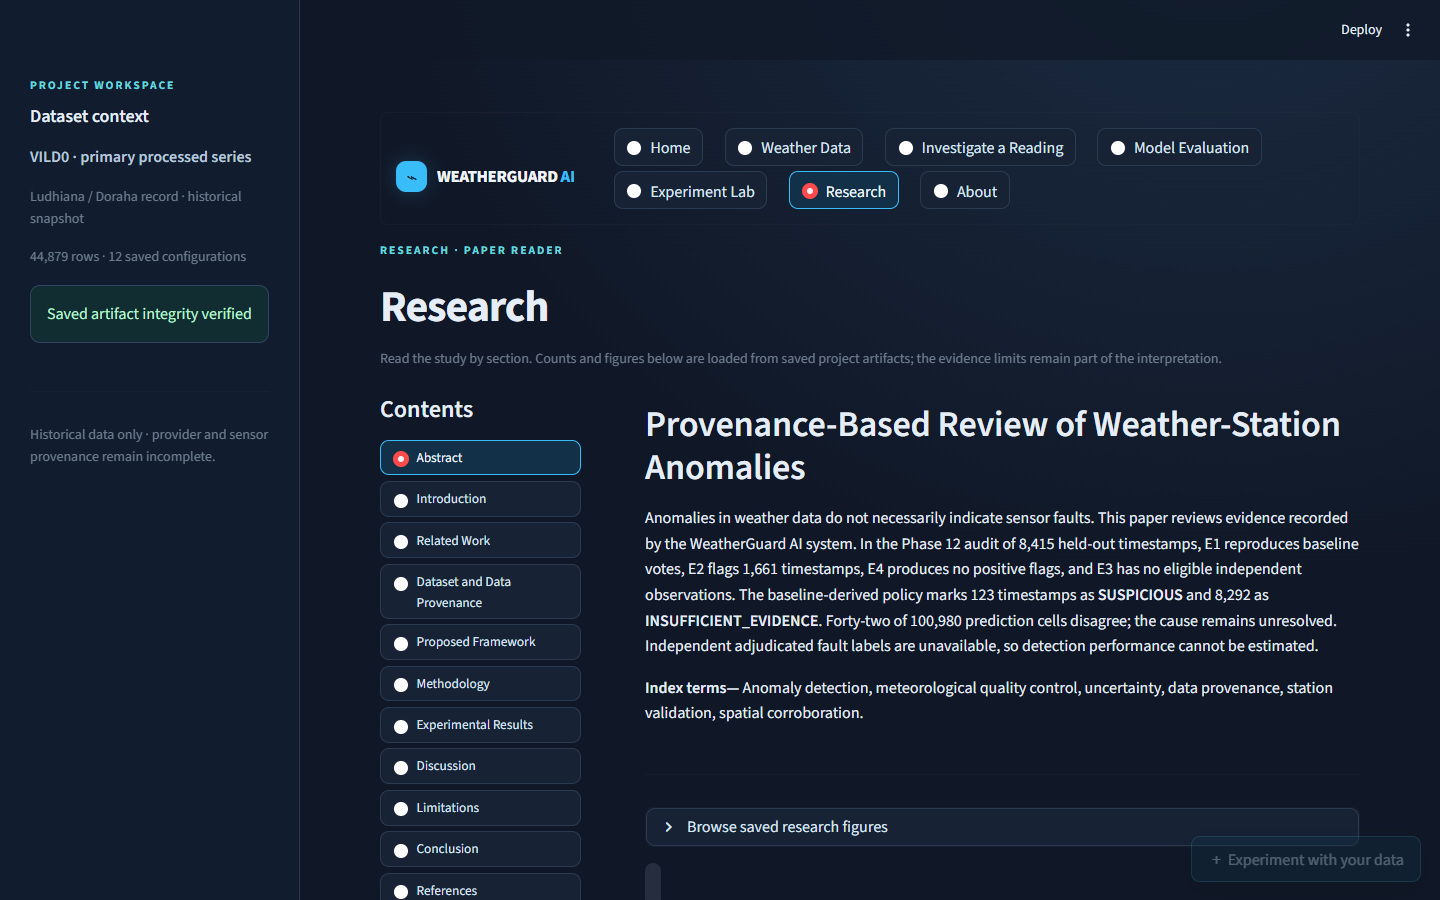 Deploy
PROJECT WORKSPACE
Dataset context
VILD0 · primary processed series
Ludhiana / Doraha record · historical
snapshot
44,879 rows · 12 saved configurations
Saved artifact integrity verified
Historical data only · provider and sensor
provenance remain incomplete.
WEATHERGUARD AI
Home
Weather Data
Investigate a Reading
Model Evaluation
Experiment Lab
Research
About
RESEARCH · PAPER READER
Research
Read the study by section. Counts and figures below are loaded from saved project artifacts; the evidence limits remain part of the interpretation.
Contents
Abstract
Introduction
Related Work
Dataset and Data
Provenance
Proposed Framework
Methodology
Experimental Results
Discussion
Limitations
Conclusion
References
Provenance-Based Review of Weather-Station
Anomalies
Anomalies in weather data do not necessarily indicate sensor faults. This paper reviews evidence recorded
by the WeatherGuard AI system. In the Phase 12 audit of 8,415 held-out timestamps, E1 reproduces baseline
votes, E2 flags 1,661 timestamps, E4 produces no positive flags, and E3 has no eligible independent
observations. The baseline-derived policy marks 123 timestamps as SUSPICIOUS and 8,292 as
INSUFFICIENT_EVIDENCE. Forty-two of 100,980 prediction cells disagree; the cause remains unresolved.
Independent adjudicated fault labels are unavailable, so detection performance cannot be estimated.
Index terms— Anomaly detection, meteorological quality control, uncertainty, data provenance, station
validation, spatial corroboration.
Browse saved research figures
+ Experiment with your data